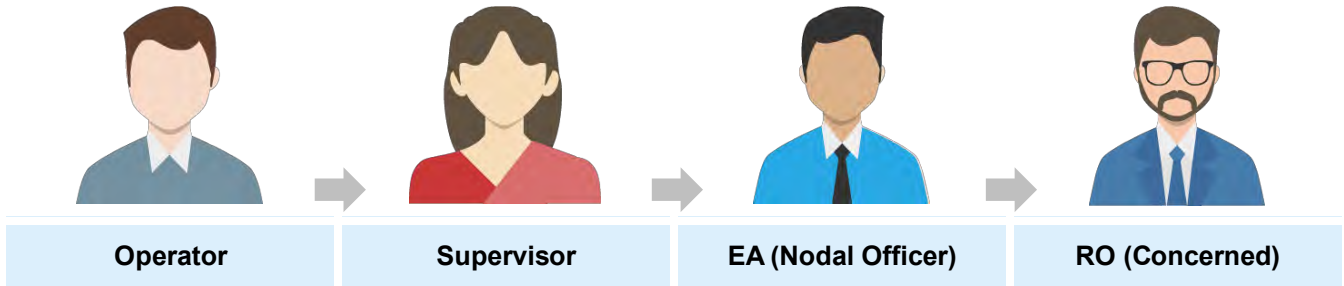 Operator
Supervisor
EA (Nodal Officer)
RO (Concerned)